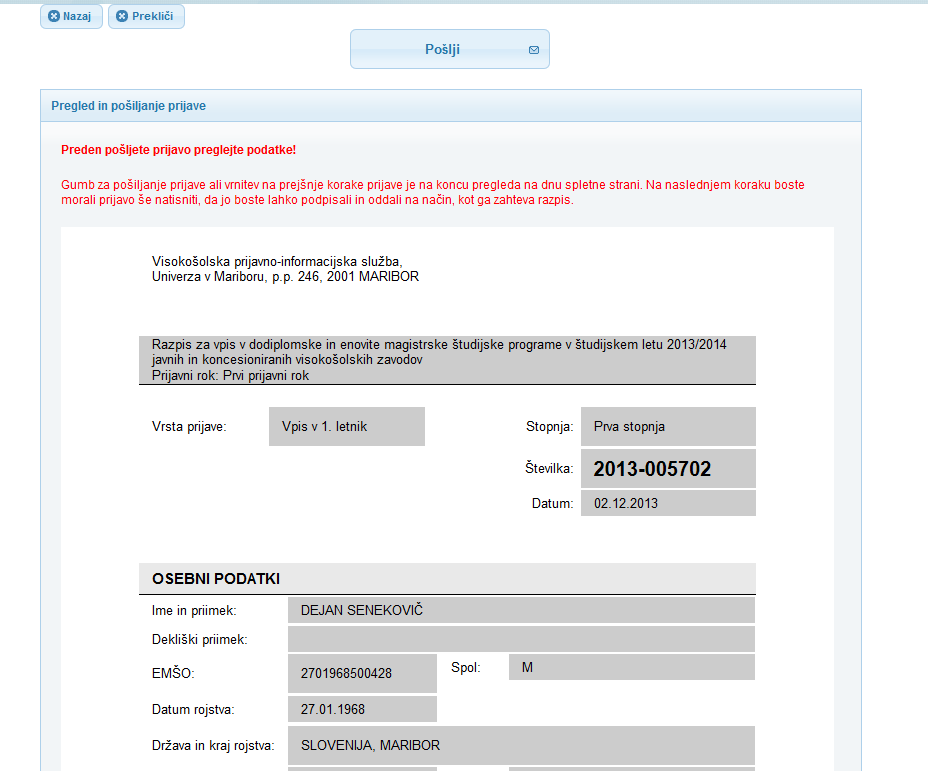 Nazaj
Prekliči
Pošlji
Pregled in pošiljanje prijave
Preden pošljete prijavo preglejte podatke!
Gumb za pošiljanje prijave ali vrnitev na prejšnje korake prijave je na koncu pregleda na dnu spletne strani. Na naslednjem koraku boste
morali prijavo še natisniti, da jo boste lahko podpisali in oddali na način, kot ga zahteva razpis.
Visokošolska prijavno-informacijska služba,
Univerza v Mariboru, p.p. 246, 2001 MARIBOR
Razpis za vpis v dodiplomske in enovite magistrske študijske programe v študijskem letu 2013/2014
javnih in koncesioniranih visokošolskih zavodov
Prijavni rok: Prvi prijavni rok
Vrsta prijave: Vpis v 1. letnik
Stopnja: Prva stopnja
Številka: 2013-005702
Datum: 02.12.2013
OSEBNI PODATKI
Ime in priimek: DEJAN SENEKOVIČ
Dekliški priimek:
EMŠO: 2701968500428
Spol: M
Datum rojstva: 27.01.1968
Država in kraj rojstva: SLOVENIJA, MARIBOR